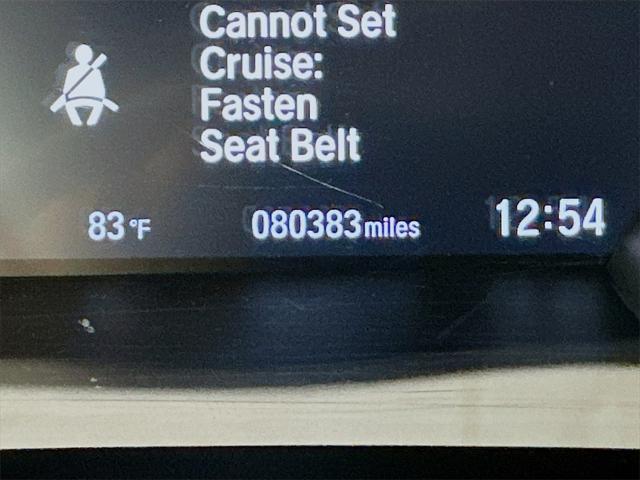 Cannot Set
Cruise:
Fasten
Seat Belt
83°F 080383 miles 12:54